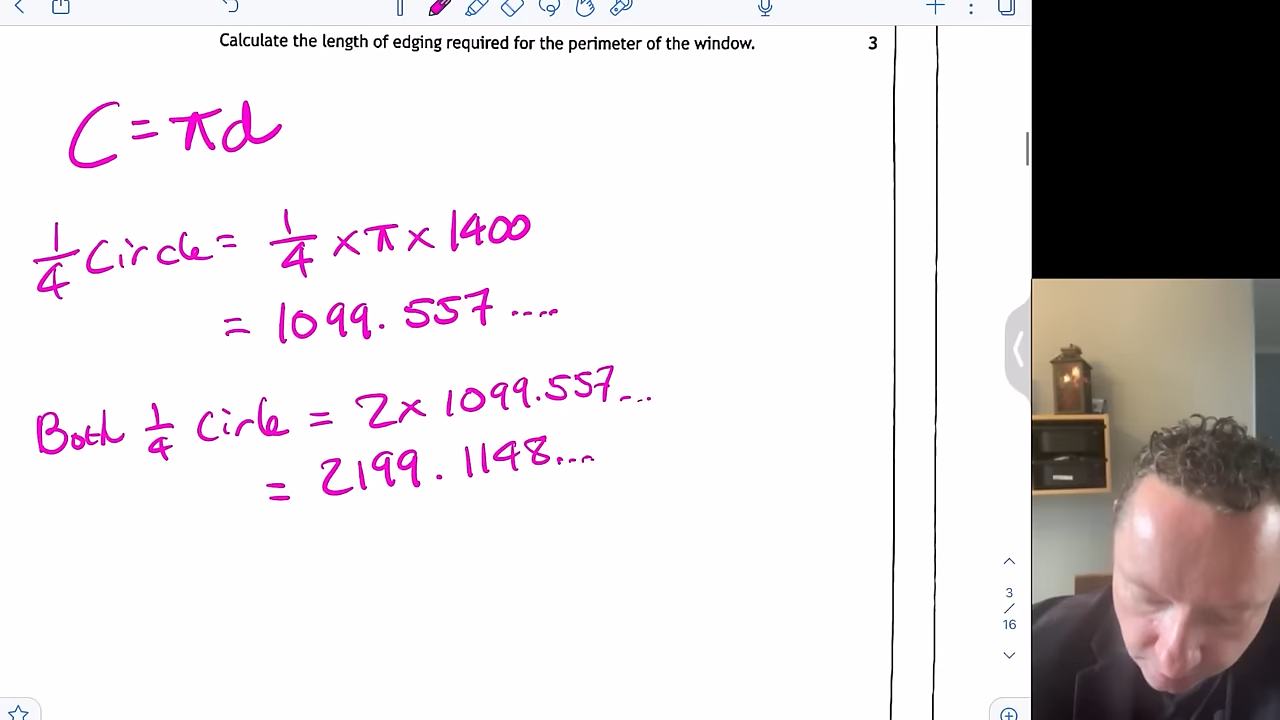 Calculate the length of edging required for the perimeter of the window. 3
C = πd
1/4 Circle = 1/4 × π × 1400
= 1099.557....
Both 1/4 Cirle = 2 × 1099.557...
= 2199.1148...
3
/
16